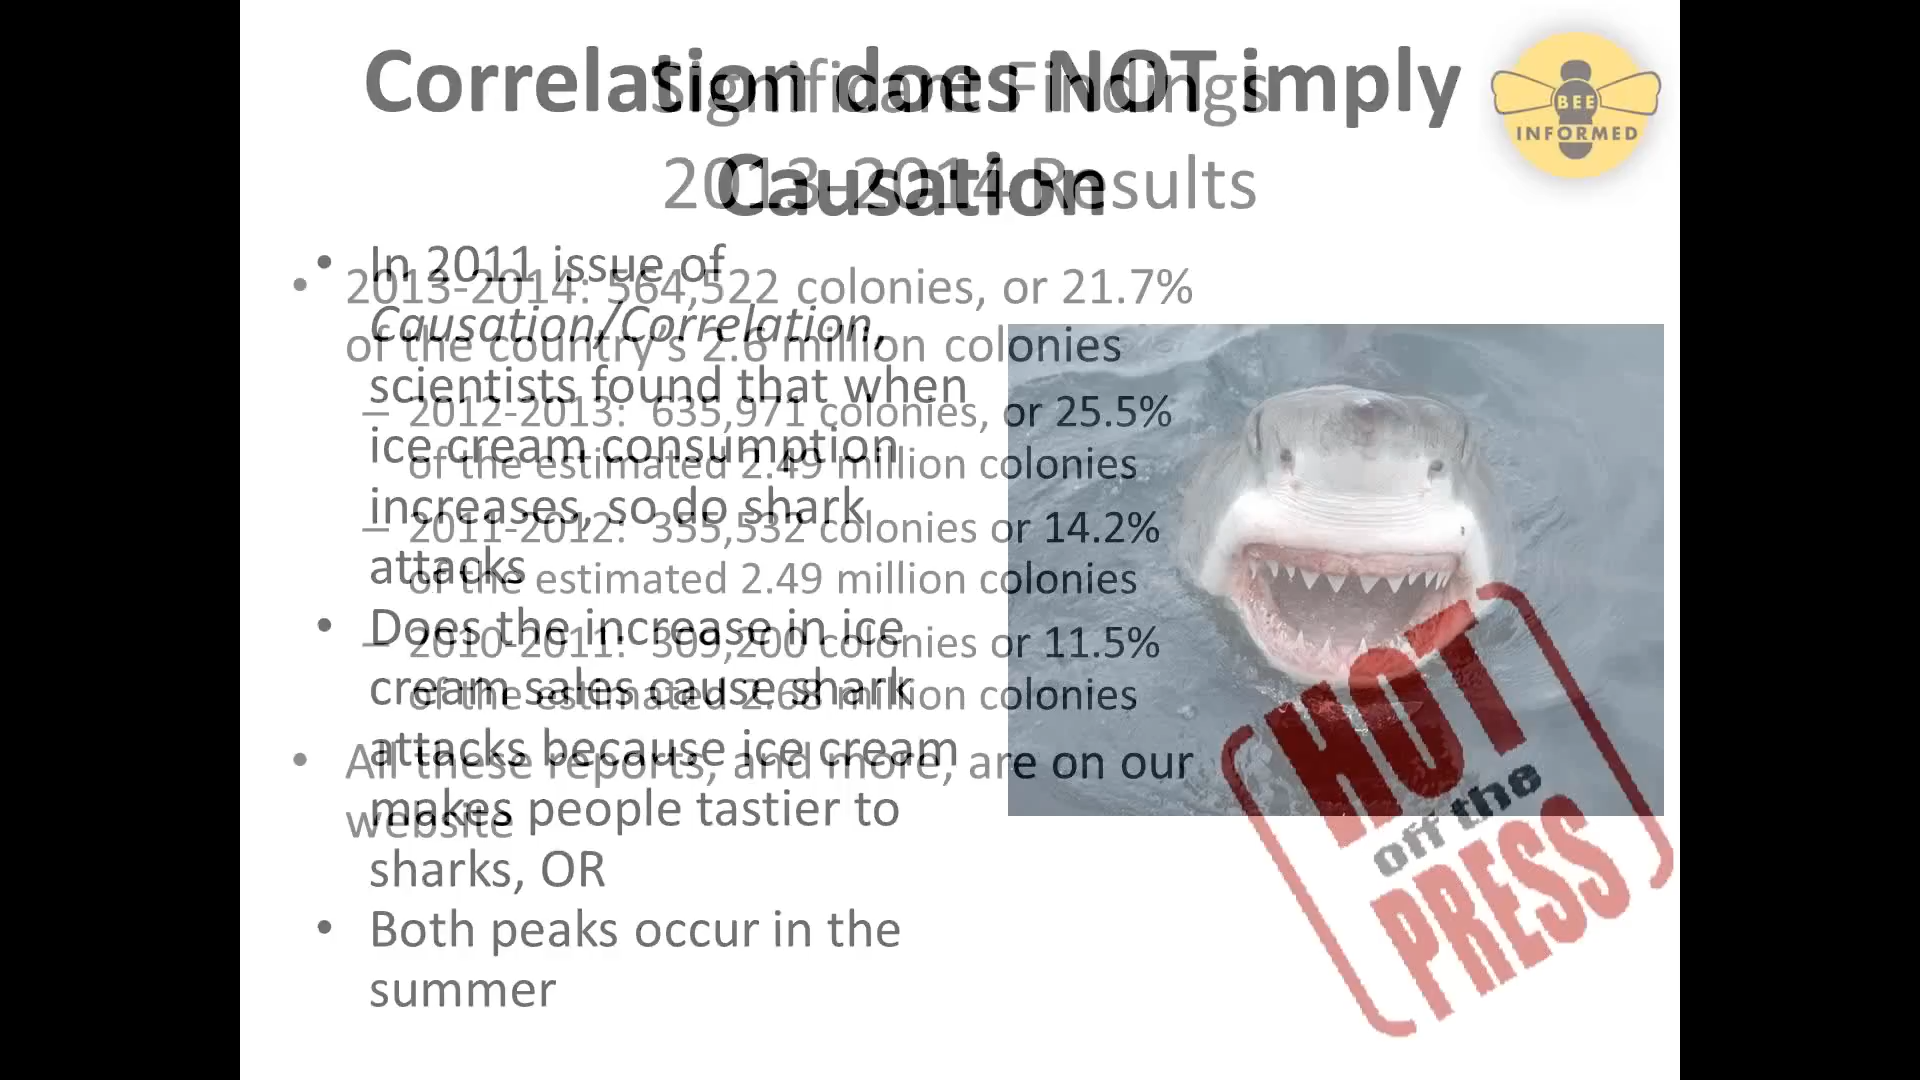 Correlation does NOT imply
Causation
• In 2011 issue of
Causation/Correlation,
scientists found that when
ice cream consumption
increases, so do shark
attacks
• Does the increase in ice
cream sales cause shark
attacks because ice cream
makes people tastier to
sharks, OR
• Both peaks occur in the
summer
Significant Findings
2013-2014 Results
• 2013-2014: 564,522 colonies, or 21.7%
of the country's 2.6 million colonies
– 2012-2013: 635,971 colonies, or 25.5%
of the estimated 2.49 million colonies
– 2011-2012: 355,532 colonies or 14.2%
of the estimated 2.49 million colonies
– 2010-2011: 309,200 colonies or 11.5%
of the estimated 2.68 million colonies
• All these reports, and more, are on our
website
BEE
INFORMED
HOT
off the
PRESS